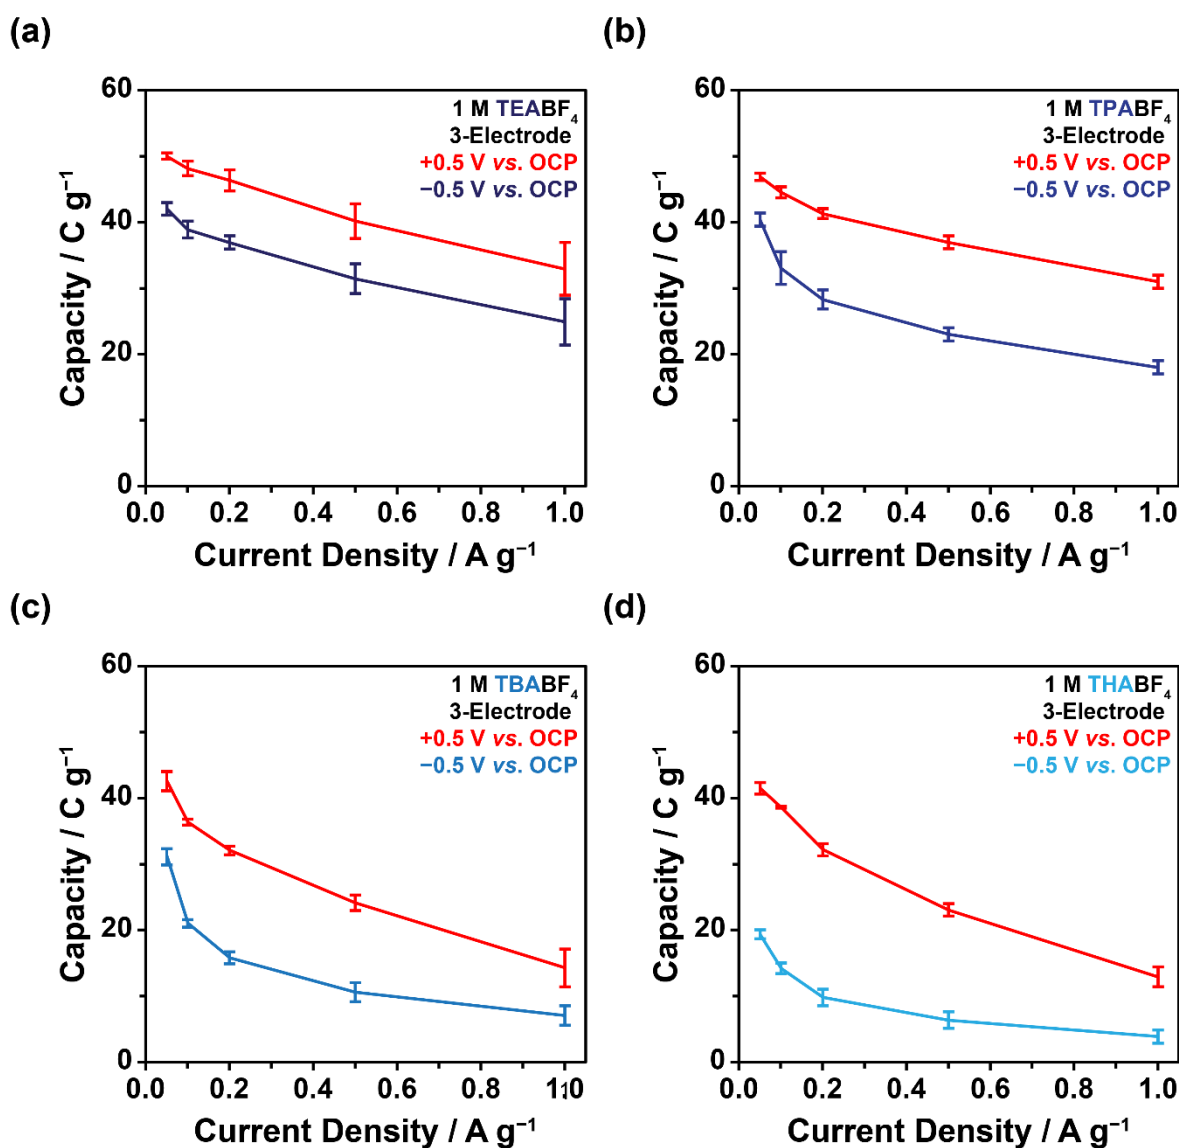 (a)
60
1 M TEABF₄
3-Electrode
+0.5 V vs. OCP
−0.5 V vs. OCP
40
20
0
Capacity / C g⁻¹
0.0 0.2 0.4 0.6 0.8 1.0
Current Density / A g⁻¹
(b)
60
1 M TPABF₄
3-Electrode
+0.5 V vs. OCP
−0.5 V vs. OCP
40
20
0
Capacity / C g⁻¹
0.0 0.2 0.4 0.6 0.8 1.0
Current Density / A g⁻¹
(c)
60
1 M TBABF₄
3-Electrode
+0.5 V vs. OCP
−0.5 V vs. OCP
40
20
0
Capacity / C g⁻¹
0.0 0.2 0.4 0.6 0.8 1.0
Current Density / A g⁻¹
(d)
60
1 M THABF₄
3-Electrode
+0.5 V vs. OCP
−0.5 V vs. OCP
40
20
0
Capacity / C g⁻¹
0.0 0.2 0.4 0.6 0.8 1.0
Current Density / A g⁻¹